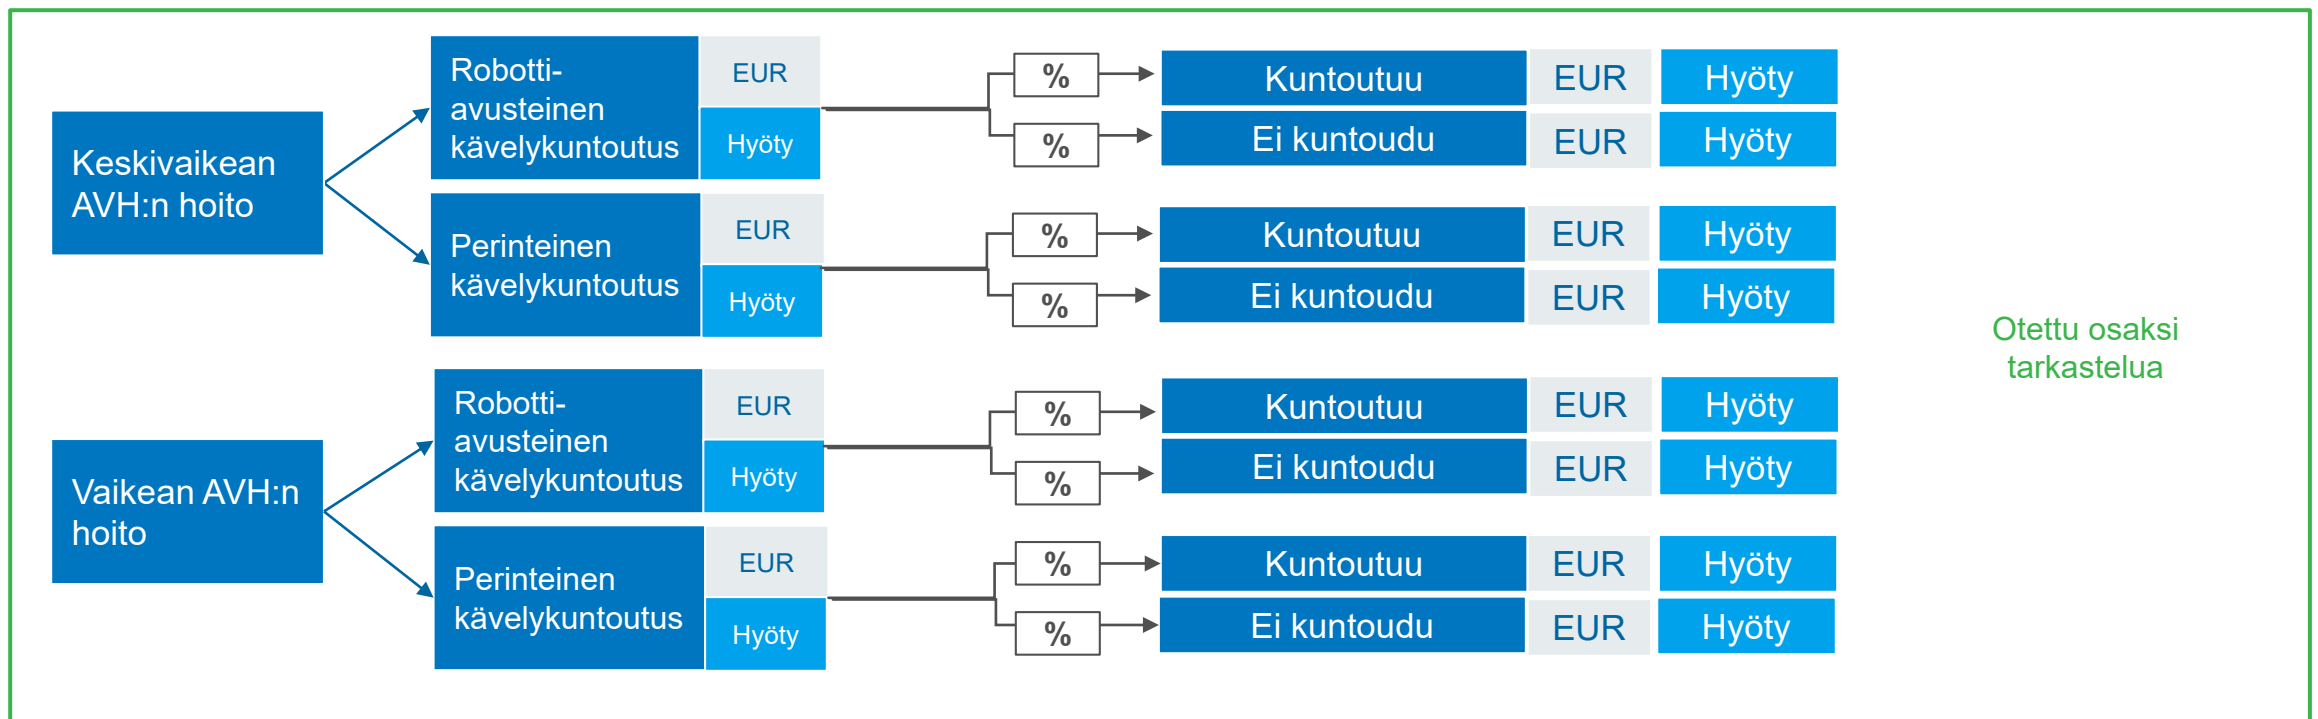 Keskivaikean
AVH:n hoito
Robotti-
avusteinen
kävelykuntoutus
EUR
Hyöty
%
Kuntoutuu
EUR
Hyöty
%
Ei kuntoudu
EUR
Hyöty
Perinteinen
kävelykuntoutus
EUR
Hyöty
%
Kuntoutuu
EUR
Hyöty
%
Ei kuntoudu
EUR
Hyöty
Vaikean AVH:n
hoito
Robotti-
avusteinen
kävelykuntoutus
EUR
Hyöty
%
Kuntoutuu
EUR
Hyöty
%
Ei kuntoudu
EUR
Hyöty
Perinteinen
kävelykuntoutus
EUR
Hyöty
%
Kuntoutuu
EUR
Hyöty
%
Ei kuntoudu
EUR
Hyöty
Otettu osaksi
tarkastelua